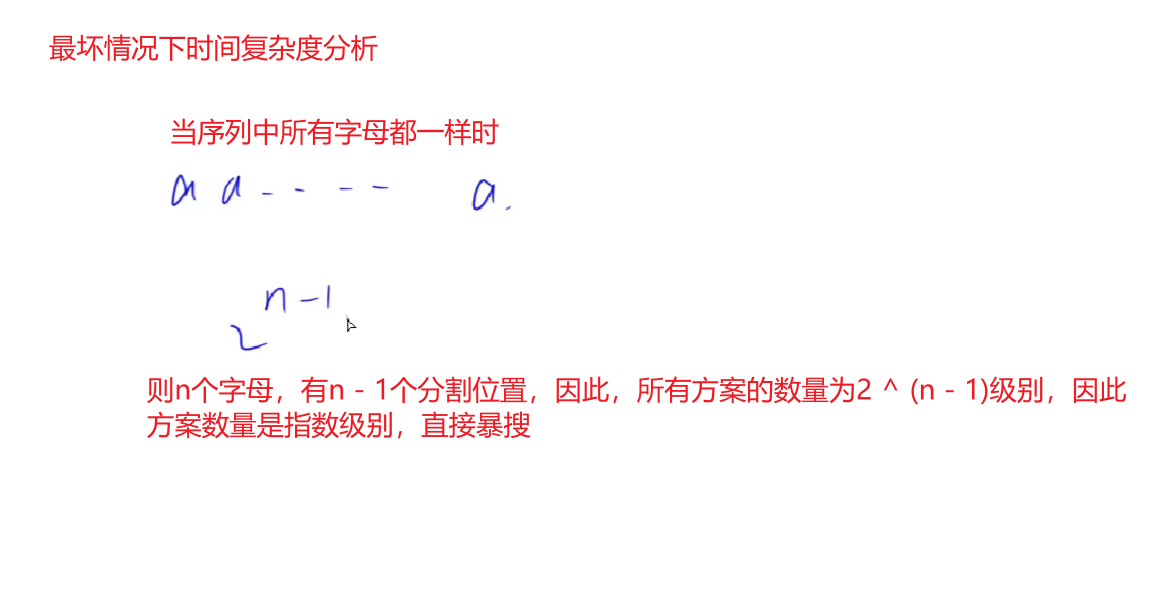 最坏情况下时间复杂度分析
当序列中所有字母都一样时
a a - - - - a.
2^{n-1}
则n个字母，有n - 1个分割位置，因此，所有方案的数量为2 ^ (n - 1)级别，因此
方案数量是指数级别，直接暴搜